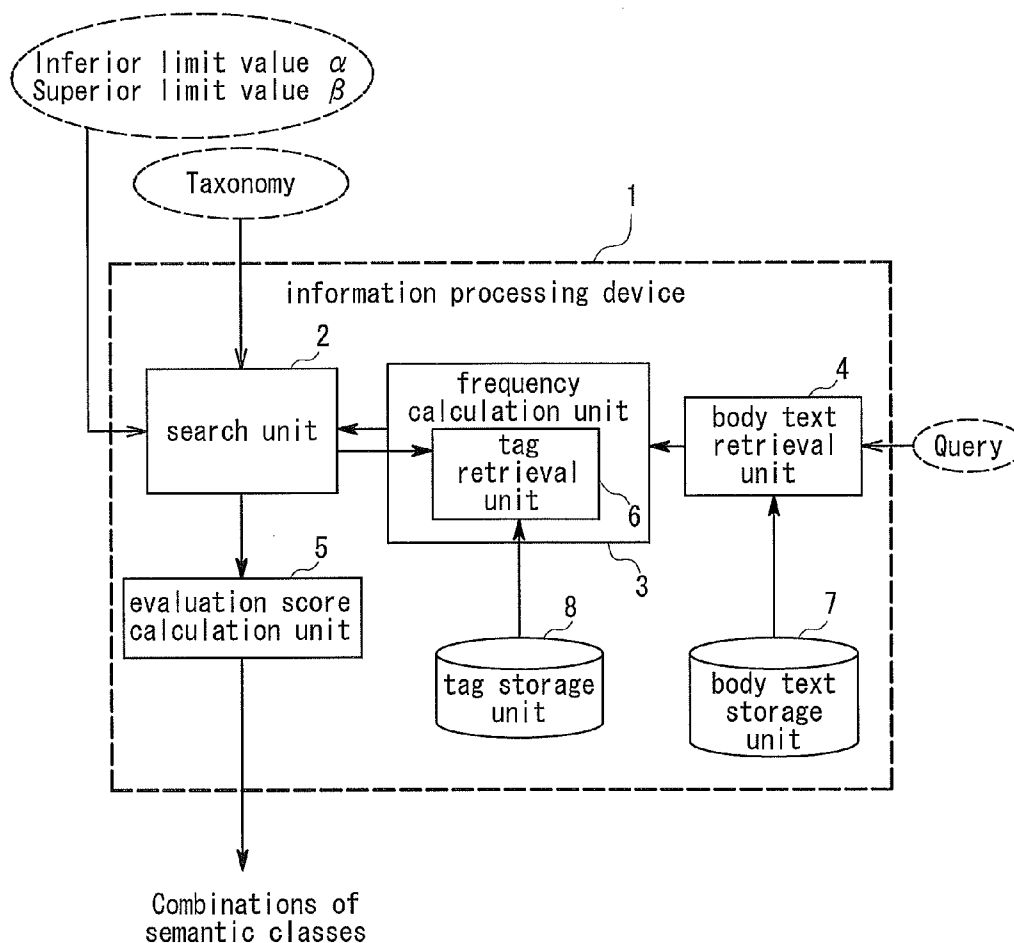 Inferior limit value α
Superior limit value β
Taxonomy
1
information processing device
2
search unit
frequency
calculation unit
tag
retrieval
unit
6
3
4
body text
retrieval
unit
Query
5
evaluation score
calculation unit
8
tag storage
unit
7
body text
storage
unit
Combinations of
semantic classes